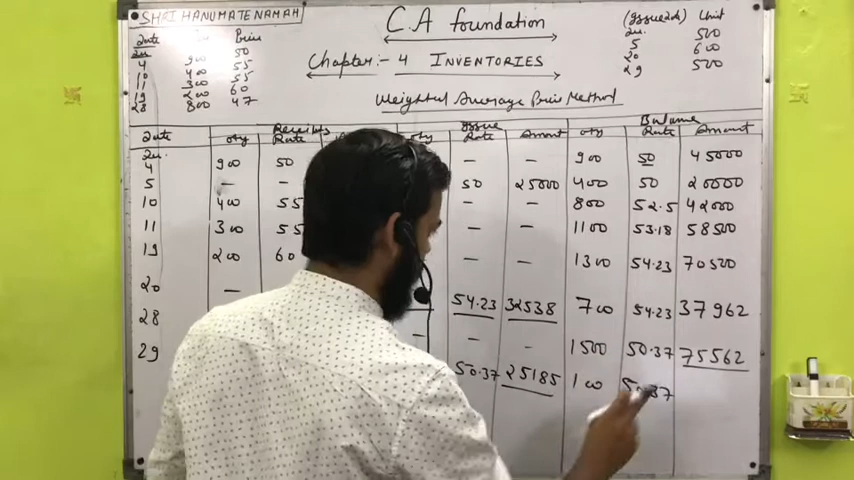 SHRI HANUMATE NAMAH
C.A foundation
Chapter:- 4 INVENTORIES
Weighted Average Price Method
Date Price
4 900 50
10 400 55
11 300 55
19 200 60
28 800 47
(Issued) Unit
5 500
20 600
29 500
Receipts Issue Balance
Date Qty Rate Qty Rate Amount Qty Rate Amount
4 900 50 - - 900 50 45000
5 - - 50 25000 400 50 20000
10 400 55 - - 800 52.5 42000
11 300 55 - - 1100 53.18 58500
19 200 60 - - 1300 54.23 70500
20 - 54.23 32538 700 54.23 37962
28 - - 1500 50.37 75562
29 50.37 25185 100 50.37